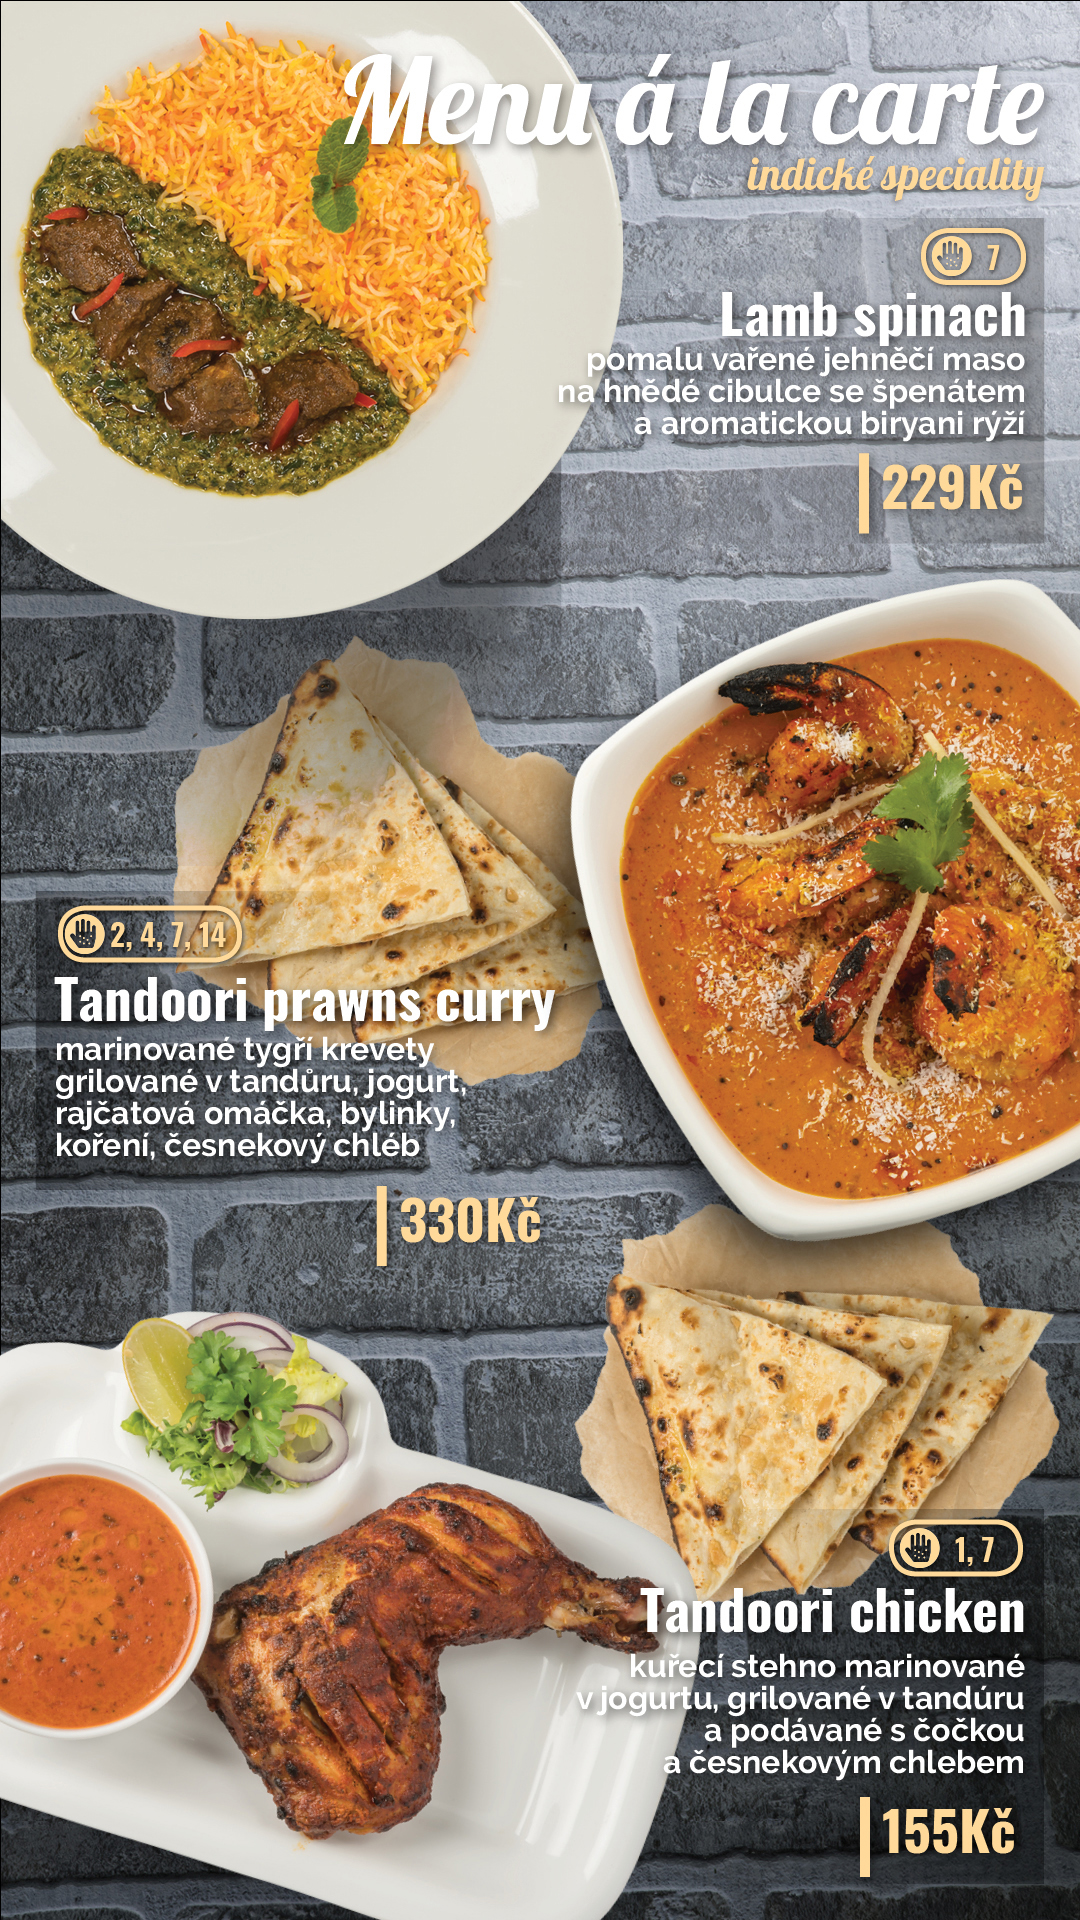 Menu á la carte
indické speciality
7
Lamb spinach
pomalu vařené jehněčí maso
na hnědé cibulce se špenátem
a aromatickou biryani rýží
229Kč
2, 4, 7, 14
Tandoori prawns curry
marinované tygří krevety
grilované v tandůru, jogurt,
rajčatová omáčka, bylinky,
koření, česnekový chléb
330Kč
1, 7
Tandoori chicken
kuřecí stehno marinované
v jogurtu, grilované v tandúru
a podávané s čočkou
a česnekovým chlebem
155Kč